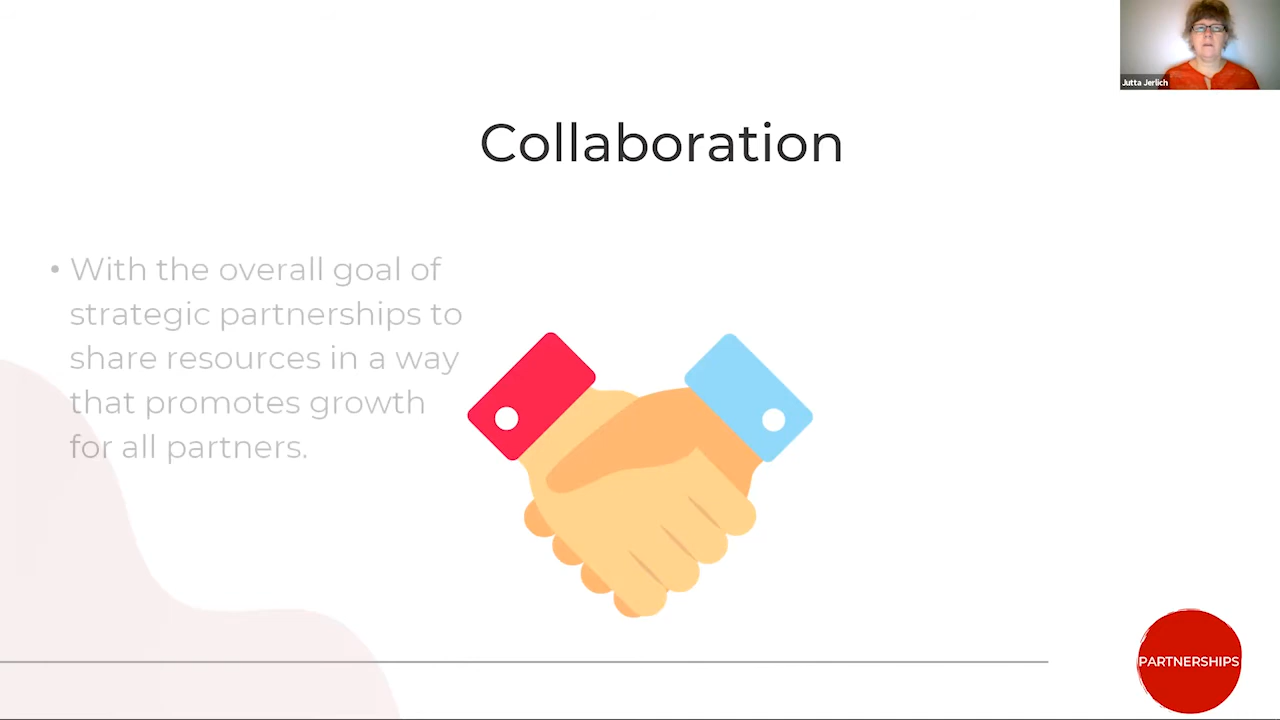 Jutta Jerlich
Collaboration
• With the overall goal of
strategic partnerships to
share resources in a way
that promotes growth
for all partners.
PARTNERSHIPS